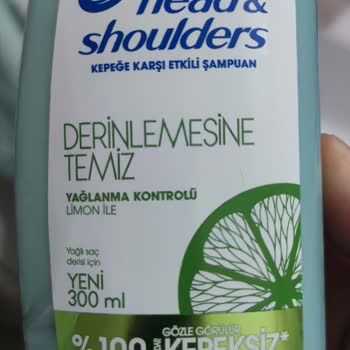 head &
shoulders
KEPEĞE KARŞI ETKİLİ ŞAMPUAN
DERİNLEMESİNE
TEMİZ
YAĞLANMA KONTROLÜ
LİMON İLE
Yağlı saç
derisi için
YENİ
300 ml
GÖZLE GÖRÜLÜR
%100
KEPEKSİZ*